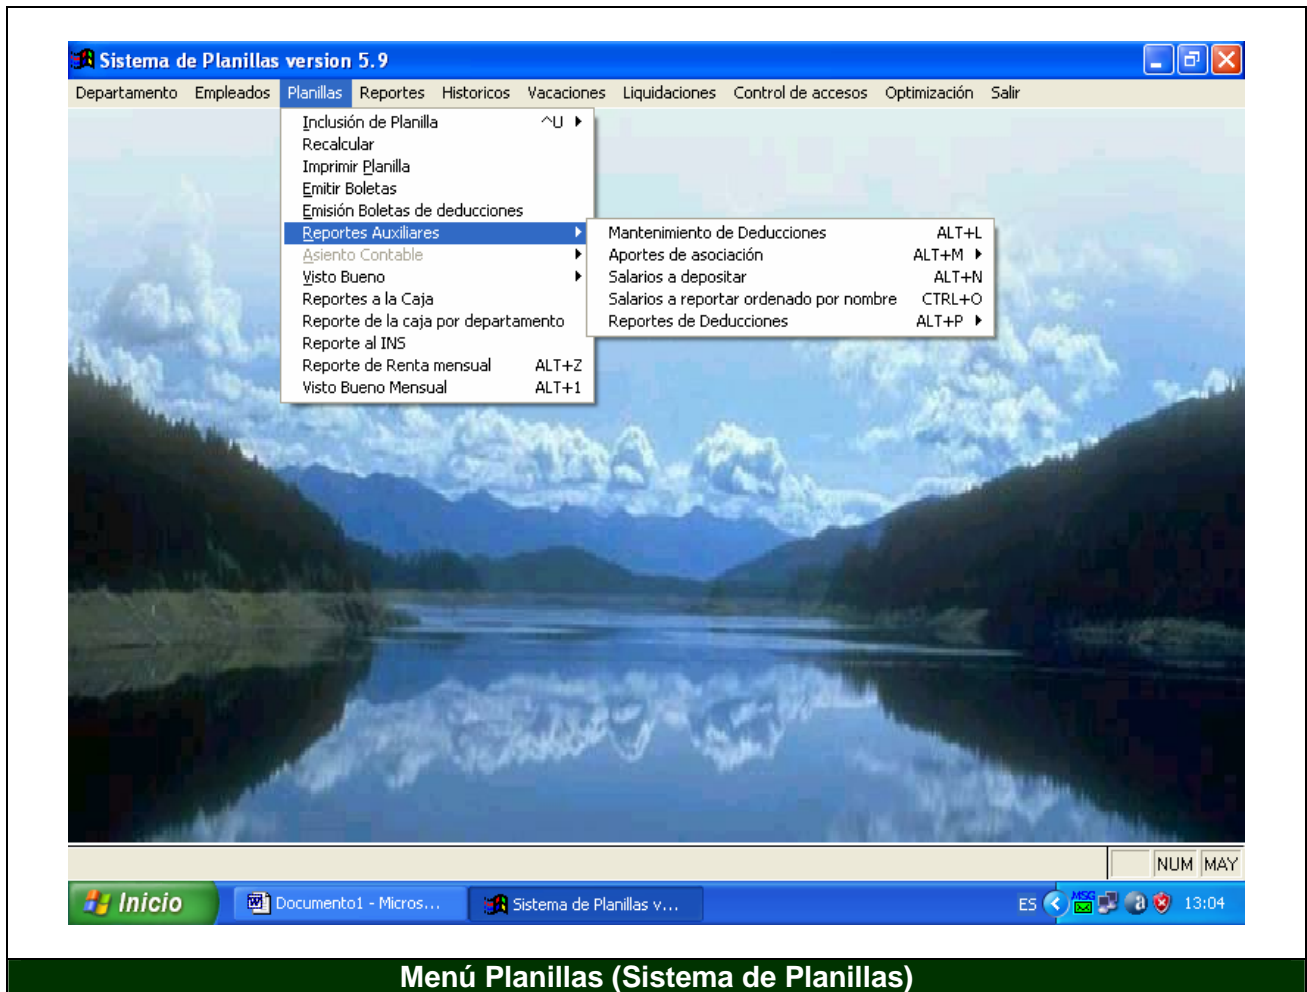 Sistema de Planillas version 5.9
Departamento Empleados Planillas Reportes Historicos Vacaciones Liquidaciones Control de accesos Optimización Salir
Inclusión de Planilla ^U
Recalcular
Imprimir Planilla
Emitir Boletas
Emisión Boletas de deducciones
Reportes Auxiliares
Asiento Contable
Visto Bueno
Reportes a la Caja
Reporte de la caja por departamento
Reporte al INS
Reporte de Renta mensual ALT+Z
Visto Bueno Mensual ALT+1
Mantenimiento de Deducciones ALT+L
Aportes de asociación ALT+M
Salarios a depositar ALT+N
Salarios a reportar ordenado por nombre CTRL+O
Reportes de Deducciones ALT+P
NUM MAY
Inicio Documento1 - Micros... Sistema de Planillas v... ES MSG 13:04
Menú Planillas (Sistema de Planillas)